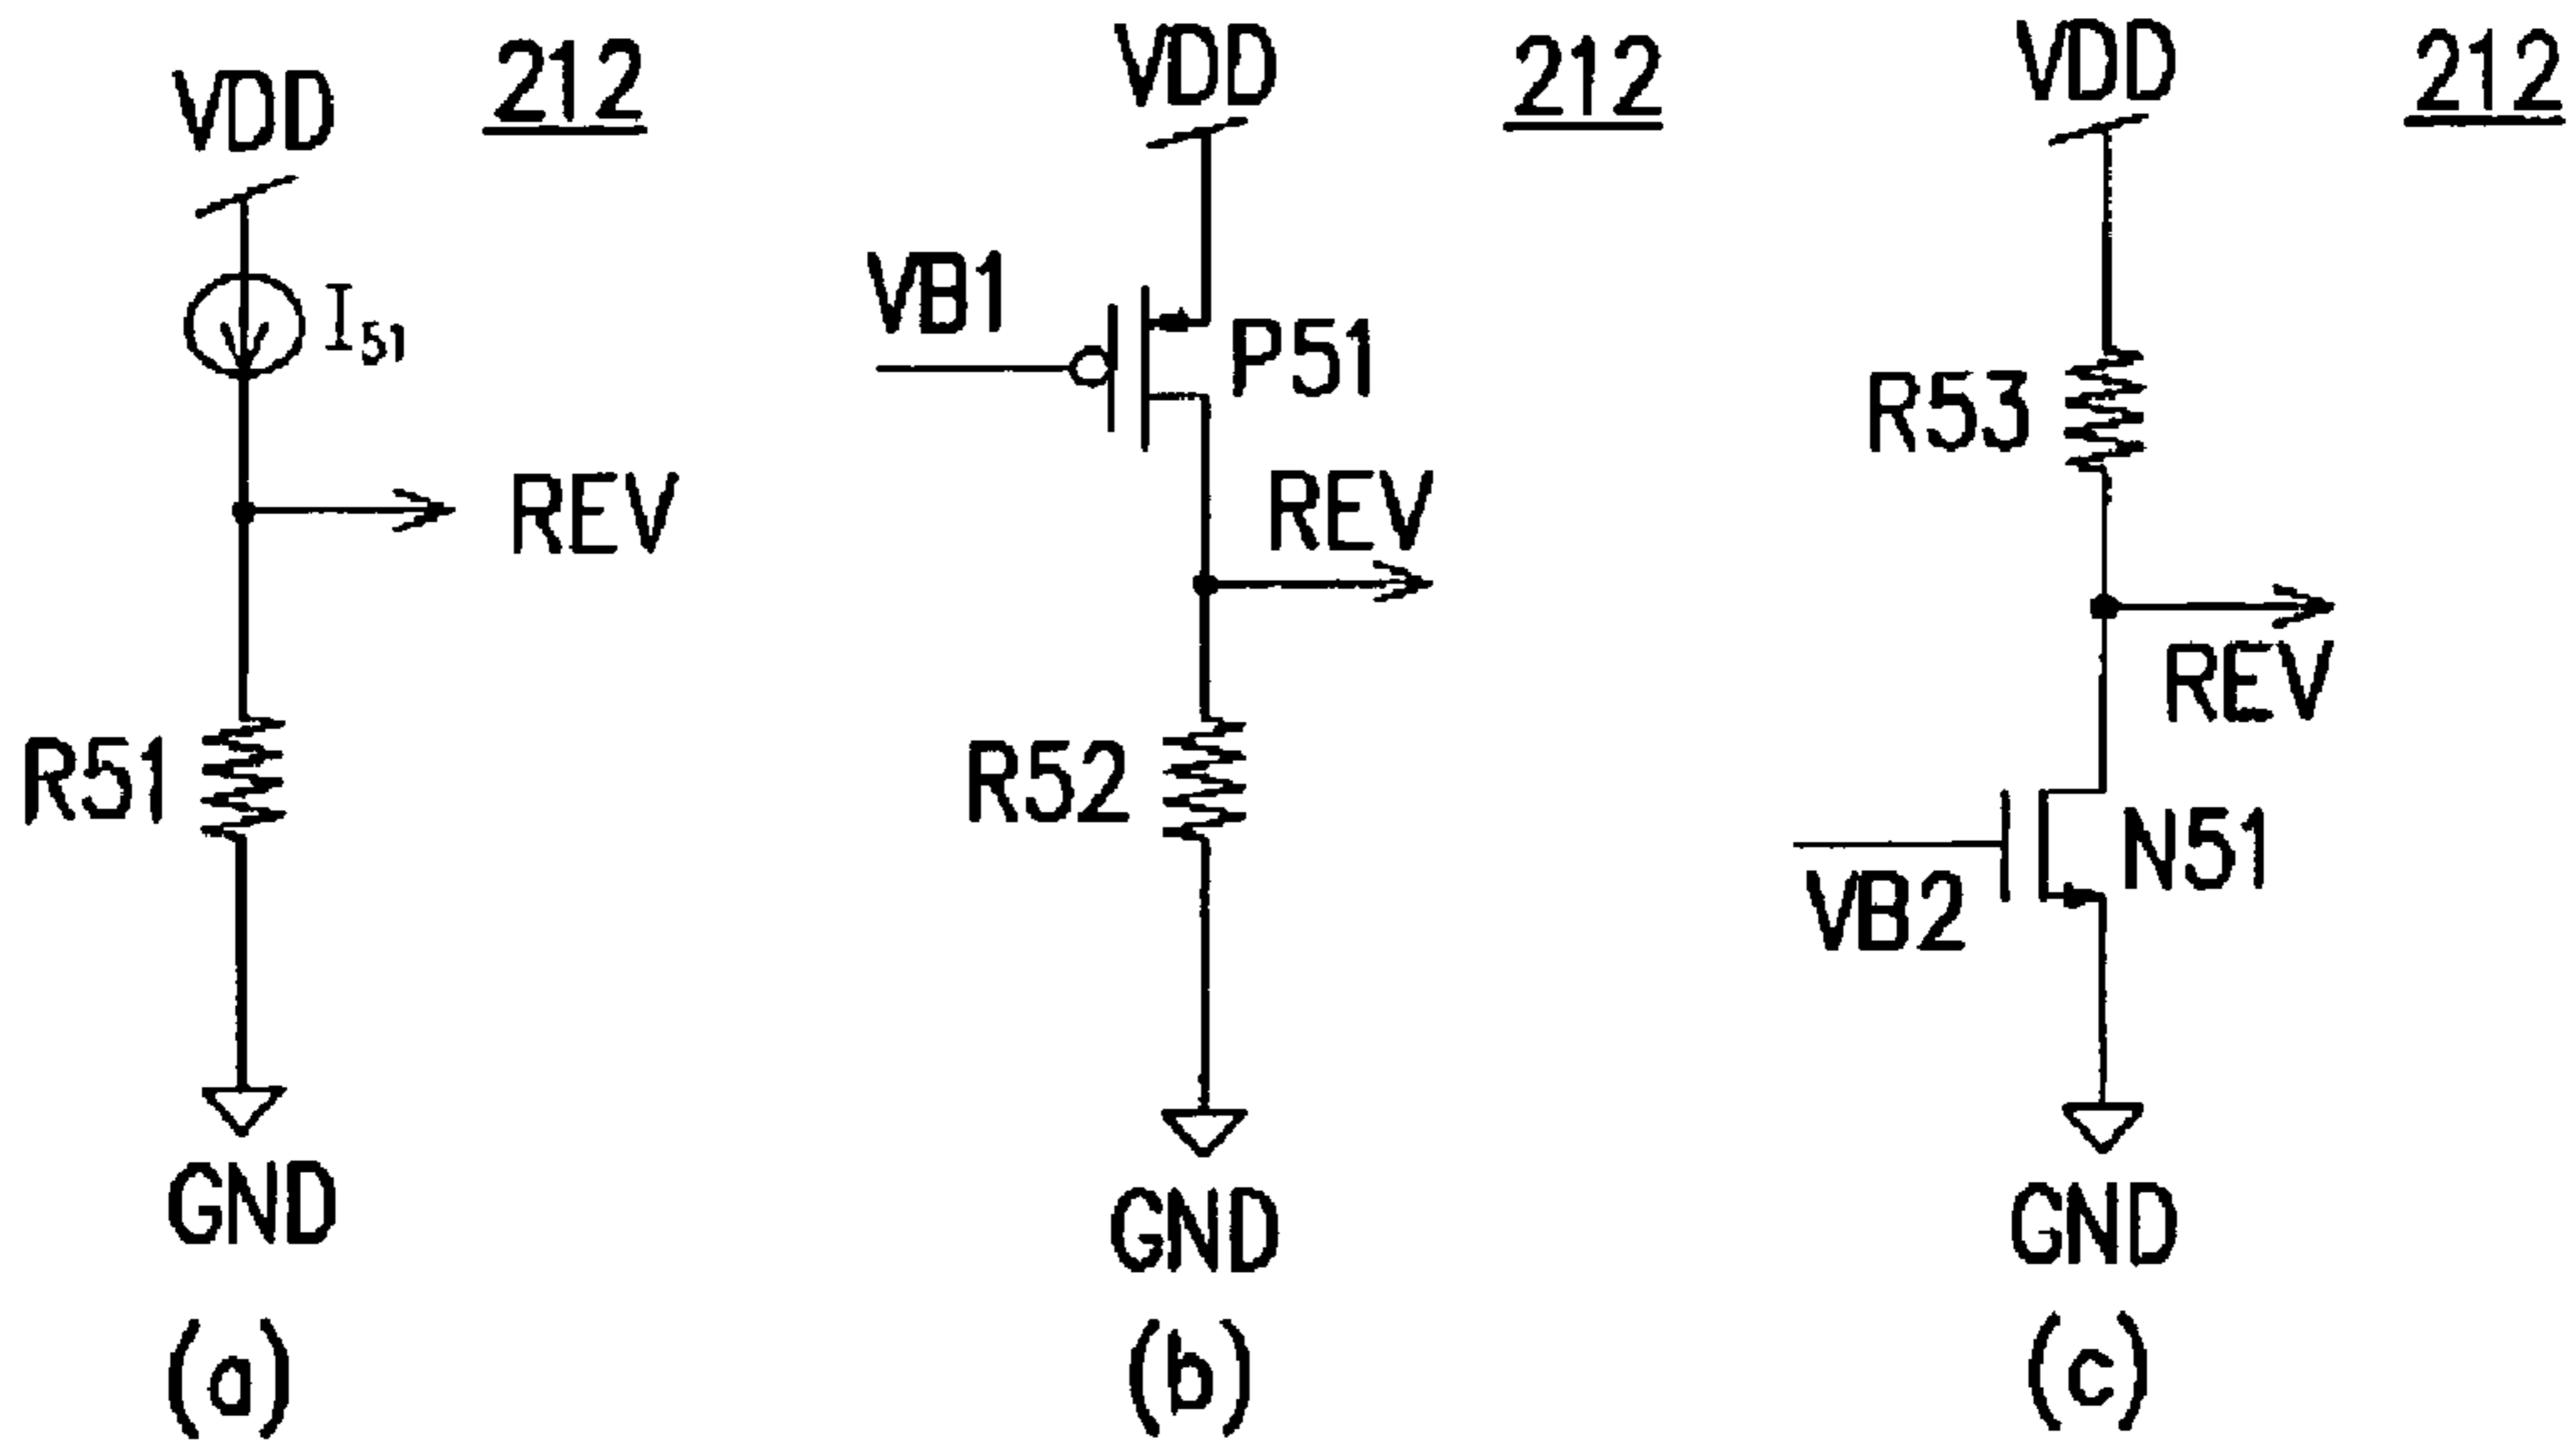 VDD
212
I51
REV
R51
GND
(a)
VDD
212
VB1
P51
REV
R52
GND
(b)
VDD
212
R53
REV
N51
VB2
GND
(c)